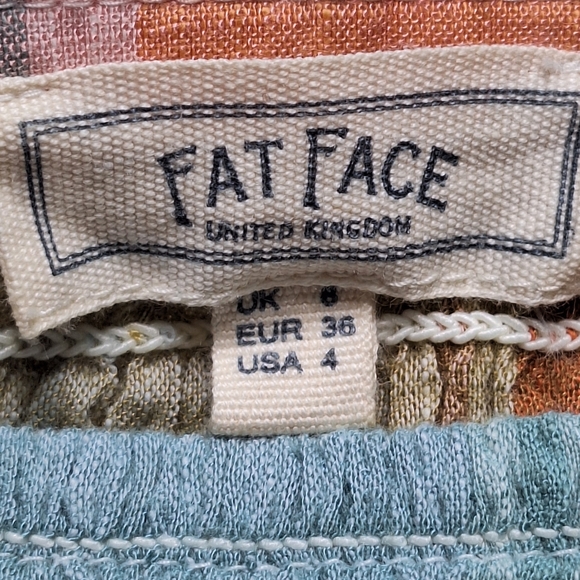 FAT FACE
UNITED KINGDOM
UK 8
EUR 36
USA 4